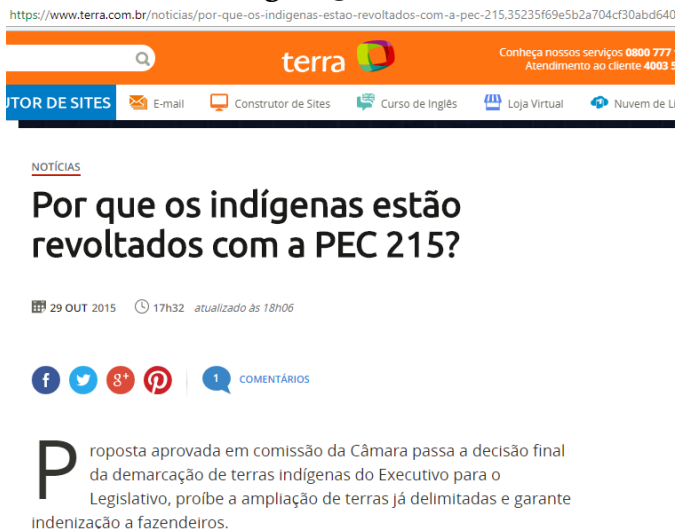 https://www.terra.com.br/noticias/por-que-os-indigenas-estao-revoltados-com-a-pec-215,35235f69e5b2a704cf30abd640
terra
Conheça nossos serviços 0800 777
Atendimento ao cliente 4003 5
UTOR DE SITES
E-mail
Construtor de Sites
Curso de Inglês
Loja Virtual
Nuvem de Li
NOTÍCIAS
Por que os indígenas estão
revoltados com a PEC 215?
29 OUT 2015 17h32 atualizado às 18h06
1 COMENTÁRIOS
Proposta aprovada em comissão da Câmara passa a decisão final
da demarcação de terras indígenas do Executivo para o
Legislativo, proíbe a ampliação de terras já delimitadas e garante
indenização a fazendeiros.